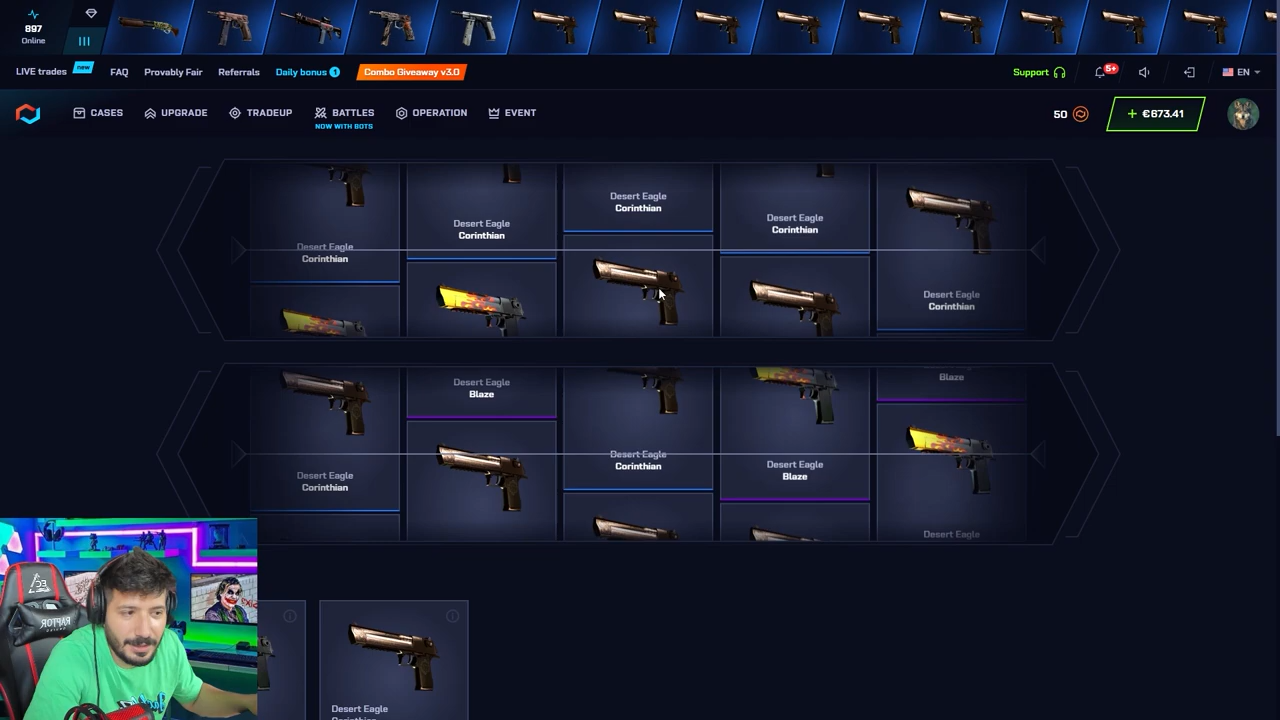 897
Online
LIVE trades
new
FAQ
Provably Fair
Referrals
Daily bonus 1
Combo Giveaway v3.0
Support
5+
EN
CASES
UPGRADE
TRADEUP
BATTLES
NOW WITH BOTS
OPERATION
EVENT
50
+ €673.41
Desert Eagle
Corinthian
Desert Eagle
Corinthian
Desert Eagle
Corinthian
Desert Eagle
Corinthian
Desert Eagle
Corinthian
Desert Eagle
Corinthian
Desert Eagle
Blaze
Desert Eagle
Corinthian
Desert Eagle
Blaze
Blaze
Desert Eagle
Desert Eagle
Corinthian
RAPTOR